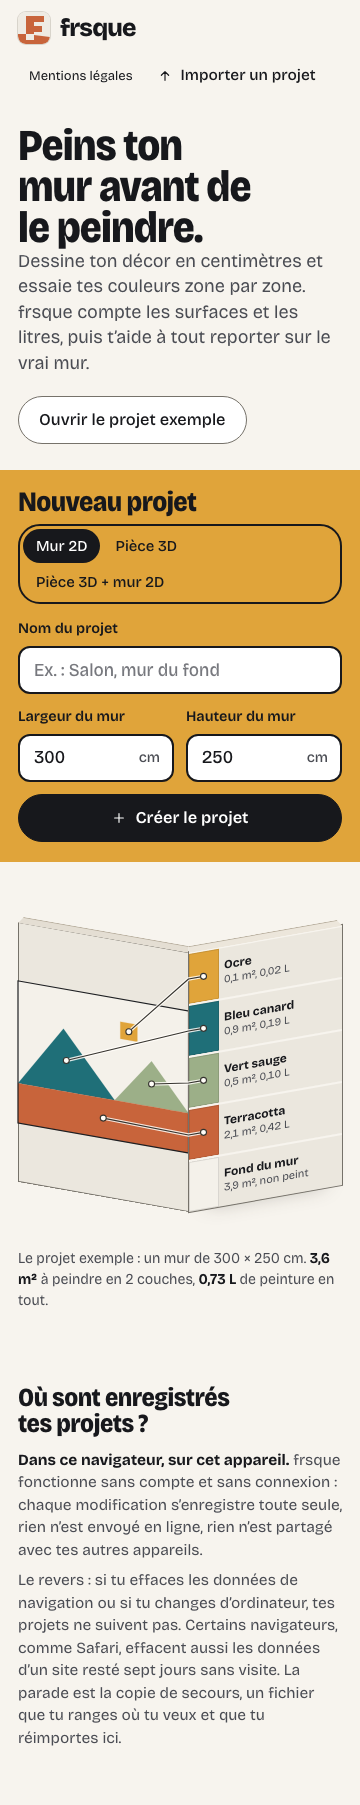 frsque
Mentions légales
↑ Importer un projet
Peins ton
mur avant de
le peindre.
Dessine ton décor en centimètres et
essaie tes couleurs zone par zone.
frsque compte les surfaces et les
litres, puis t’aide à tout reporter sur le
vrai mur.
Ouvrir le projet exemple
Nouveau projet
Mur 2D Pièce 3D
Pièce 3D + mur 2D
Nom du projet
Ex. : Salon, mur du fond
Largeur du mur Hauteur du mur
300 cm 250 cm
+ Créer le projet
Ocre
0,1 m², 0,02 L
Bleu canard
0,9 m², 0,19 L
Vert sauge
0,5 m², 0,10 L
Terracotta
2,1 m², 0,42 L
Fond du mur
3,9 m², non peint
Le projet exemple : un mur de 300 × 250 cm. 3,6
m² à peindre en 2 couches, 0,73 L de peinture en
tout.
Où sont enregistrés
tes projets ?
Dans ce navigateur, sur cet appareil. frsque
fonctionne sans compte et sans connexion :
chaque modification s’enregistre toute seule,
rien n’est envoyé en ligne, rien n’est partagé
avec tes autres appareils.
Le revers : si tu effaces les données de
navigation ou si tu changes d’ordinateur, tes
projets ne suivent pas. Certains navigateurs,
comme Safari, effacent aussi les données
d’un site resté sept jours sans visite. La
parade est la copie de secours, un fichier
que tu ranges où tu veux et que tu
réimportes ici.